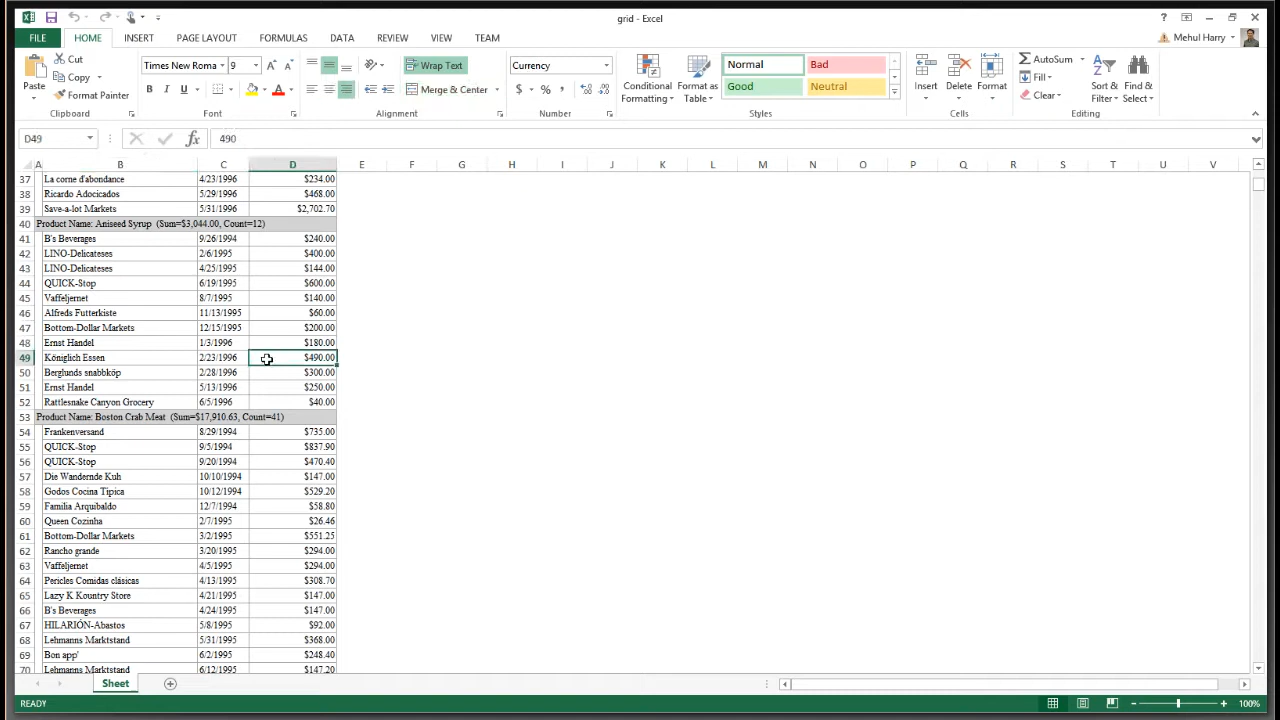 grid - Excel
FILE HOME INSERT PAGE LAYOUT FORMULAS DATA REVIEW VIEW TEAM Mehul Harry
Cut Times New Roma 9 Wrap Text Currency Normal Bad AutoSum
Copy Fill
Paste Format Painter Merge & Center $ % , Conditional Formatting Format as Table Good Neutral Insert Delete Format Clear Sort & Filter Find & Select
B I U A
Clipboard Font Alignment Number Styles Cells Editing
D49 fx 490
A B C D E F G H I J K L M N O P Q R S T U V
37 La corne d'abondance 4/23/1996 $234.00
38 Ricardo Adocicados 5/29/1996 $468.00
39 Save-a-lot Markets 5/31/1996 $2,702.70
40 Product Name: Aniseed Syrup (Sum=$3,044.00, Count=12)
41 B's Beverages 9/26/1994 $240.00
42 LINO-Delicateses 2/6/1995 $400.00
43 LINO-Delicateses 4/25/1995 $144.00
44 QUICK-Stop 6/19/1995 $600.00
45 Vaffeljernet 8/7/1995 $140.00
46 Alfreds Futterkiste 11/13/1995 $60.00
47 Bottom-Dollar Markets 12/15/1995 $200.00
48 Ernst Handel 1/3/1996 $180.00
49 Königlich Essen 2/23/1996 $490.00
50 Berglunds snabbköp 2/28/1996 $300.00
51 Ernst Handel 5/13/1996 $250.00
52 Rattlesnake Canyon Grocery 6/5/1996 $40.00
53 Product Name: Boston Crab Meat (Sum=$17,910.63, Count=41)
54 Frankenversand 8/29/1994 $735.00
55 QUICK-Stop 9/5/1994 $837.90
56 QUICK-Stop 9/20/1994 $470.40
57 Die Wandernde Kuh 10/10/1994 $147.00
58 Godos Cocina Típica 10/12/1994 $529.20
59 Familia Arquibaldo 12/7/1994 $58.80
60 Queen Cozinha 2/7/1995 $26.46
61 Bottom-Dollar Markets 3/2/1995 $551.25
62 Rancho grande 3/20/1995 $294.00
63 Vaffeljernet 4/5/1995 $294.00
64 Pericles Comidas clásicas 4/13/1995 $308.70
65 Lazy K Kountry Store 4/21/1995 $147.00
66 B's Beverages 4/24/1995 $147.00
67 HILARIÓN-Abastos 5/8/1995 $92.00
68 Lehmanns Marktstand 5/31/1995 $368.00
69 Bon app' 6/2/1995 $248.40
70 Lehmanns Marktstand 6/12/1995 $147.20
Sheet
READY 100%